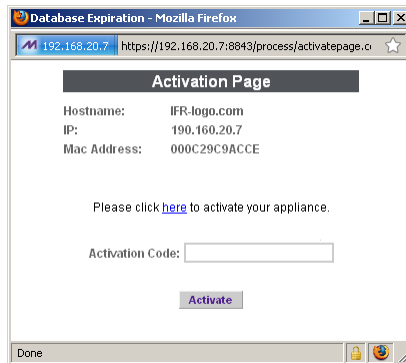 Database Expiration - Mozilla Firefox
192.168.20.7 https://192.168.20.7:8843/process/activatepage.c
Activation Page
Hostname: IFR-logo.com
IP: 190.160.20.7
Mac Address: 000C29C9ACCE
Please click here to activate your appliance.
Activation Code:
Activate
Done